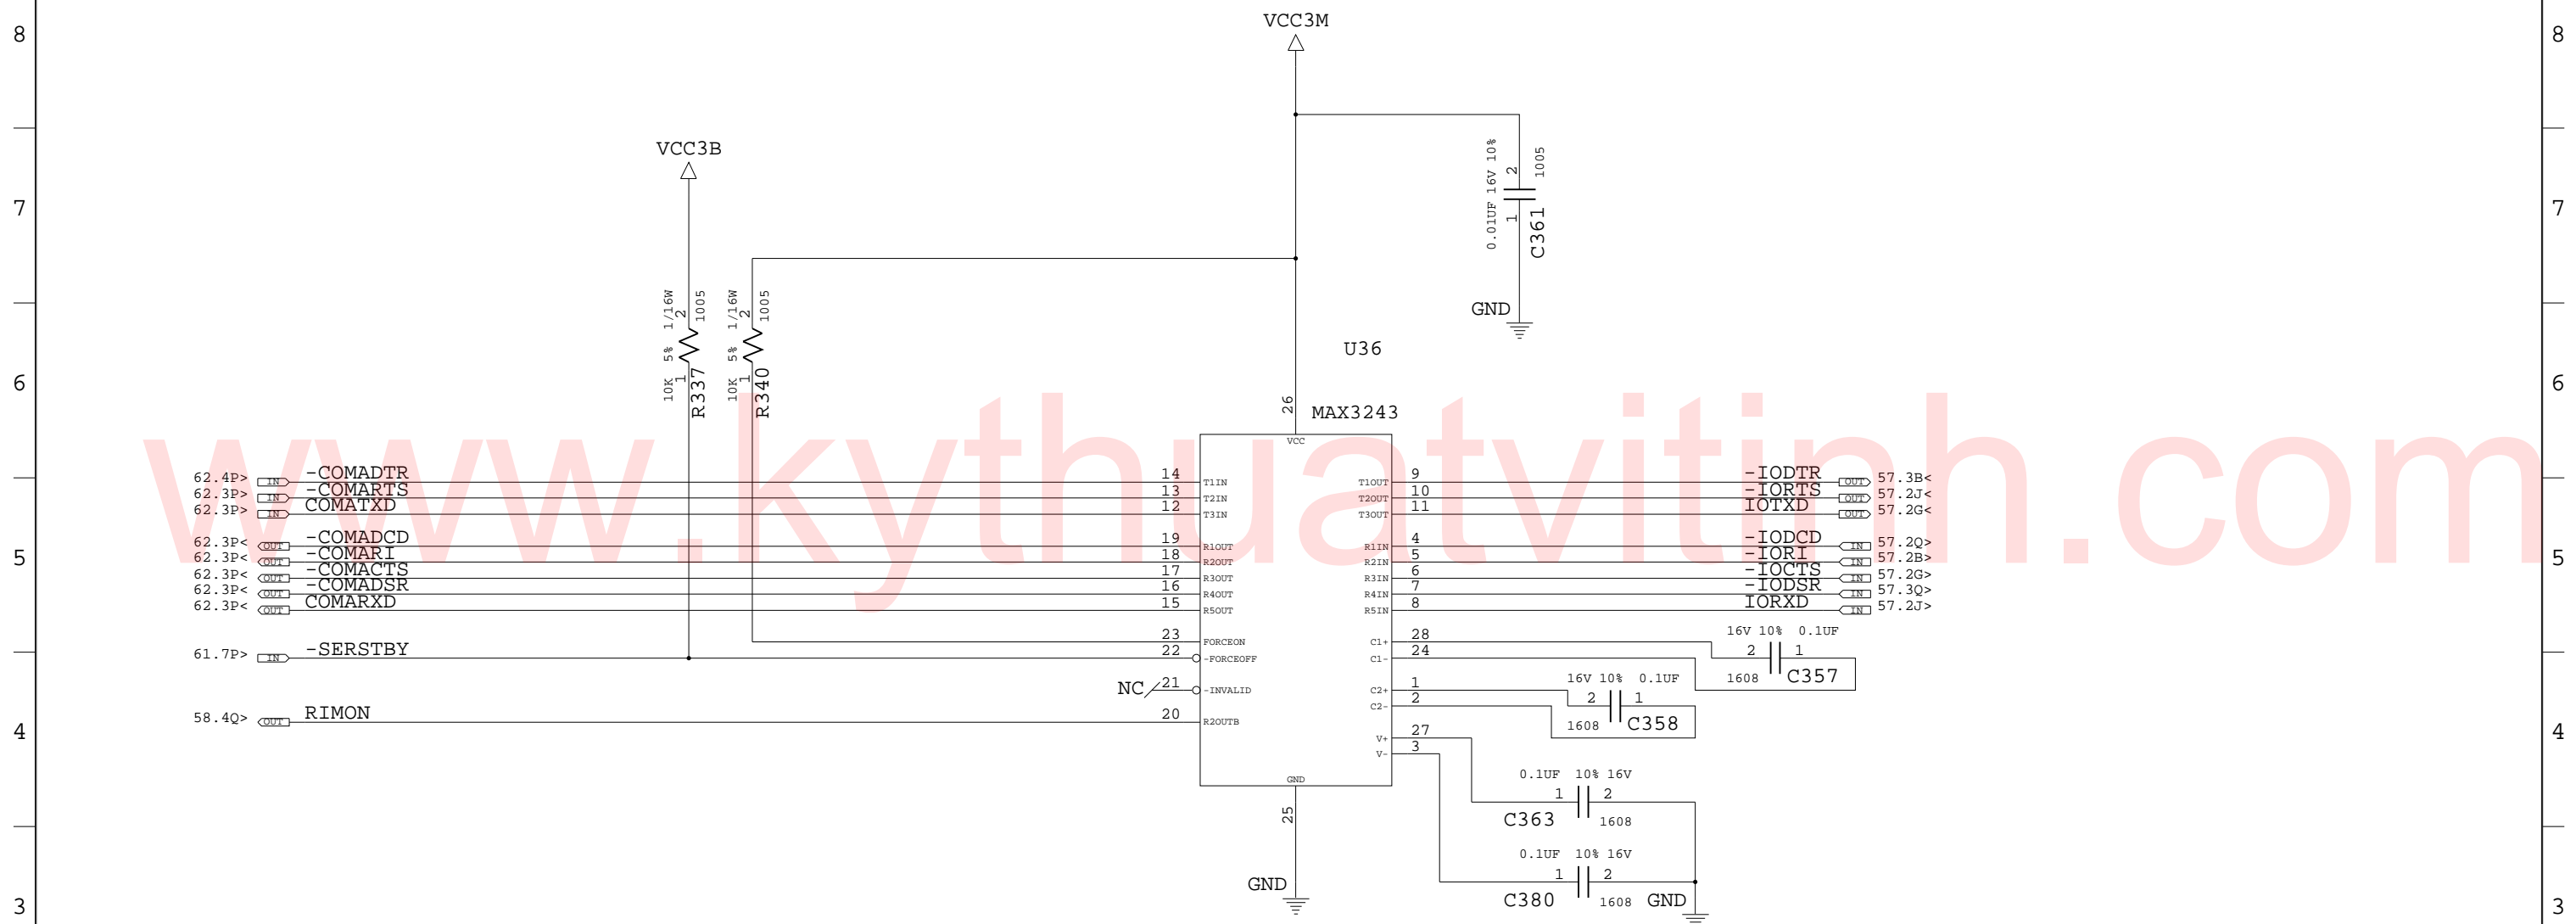 8
VCC3M
8
VCC3B
0.01UF 16V 10%
2
1005
7
1
C361
7
GND
10K 5% 1/16W
2
1005
1
R337
10K 5% 1/16W
2
1005
1
R340
U36
6
26
MAX3243
6
VCC
www.kythuatvitinh.com
62.4P> IN -COMADTR 14 T1IN T1OUT 9 -IODTR OUT 57.3B<
62.3P> IN -COMARTS 13 T2IN T2OUT 10 -IORTS OUT 57.2J<
62.3P> IN COMATXD 12 T3IN T3OUT 11 IOTXD OUT 57.2G<
62.3P< OUT -COMADCD 19 R1OUT R1IN 4 -IODCD IN 57.2Q>
5
62.3P< OUT -COMARI 18 R2OUT R2IN 5 -IORI IN 57.2B>
5
62.3P< OUT -COMACTS 17 R3OUT R3IN 6 -IOCTS IN 57.2G>
62.3P< OUT -COMADSR 16 R4OUT R4IN 7 -IODSR IN 57.3Q>
62.3P< OUT COMARXD 15 R5OUT R5IN 8 IORXD IN 57.2J>
16V 10% 0.1UF
23 FORCEON C1+ 28
61.7P> IN -SERSTBY 22 -FORCEOFF C1- 24
2 1
1608 C357
NC 21 -INVALID C2+ 1
16V 10% 0.1UF
C2- 2
2 1
1608 C358
58.4Q> OUT RIMON 20 R2OUTB
4
V+ 27
4
V- 3
GND
25
0.1UF 10% 16V
1 2
C363 1608
0.1UF 10% 16V
1 2
C380 1608
GND
GND
3
3